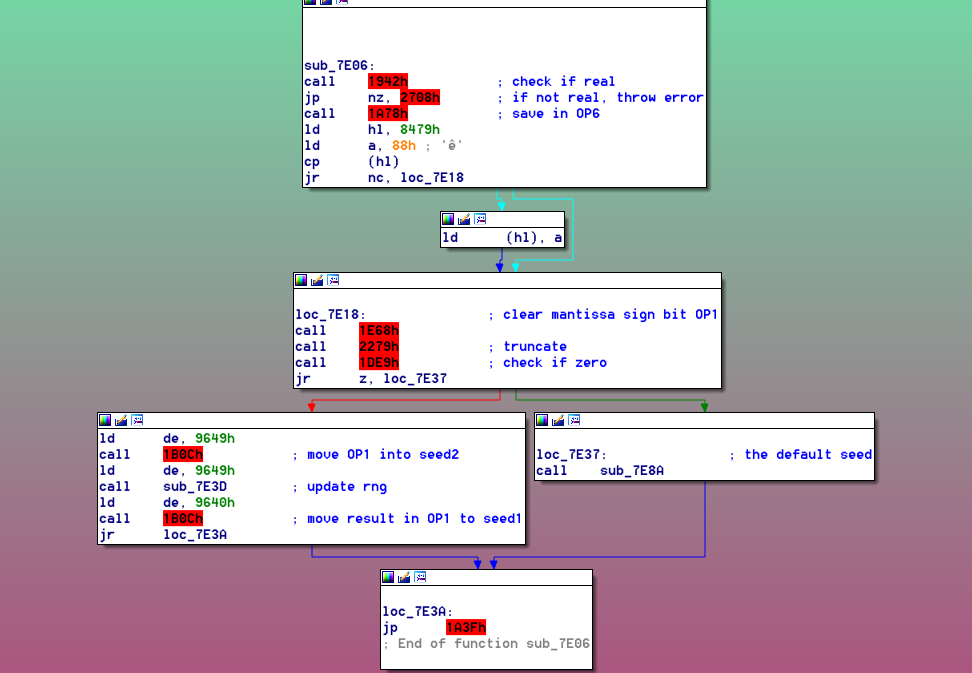 sub_7E06:
call 1942h ; check if real
jp nz, 2708h ; if not real, throw error
call 1A78h ; save in OP6
ld hl, 8479h
ld a, 88h ; 'ê'
cp (hl)
jr nc, loc_7E18
ld (hl), a
loc_7E18: ; clear mantissa sign bit OP1
call 1E68h
call 2279h ; truncate
call 1DE9h ; check if zero
jr z, loc_7E37
ld de, 9649h
call 1B0Ch ; move OP1 into seed2
ld de, 9649h
call sub_7E3D ; update rng
ld de, 9640h
call 1B0Ch ; move result in OP1 to seed1
jr loc_7E3A
loc_7E37: ; the default seed
call sub_7E8A
loc_7E3A:
jp 1A3Fh
; End of function sub_7E06